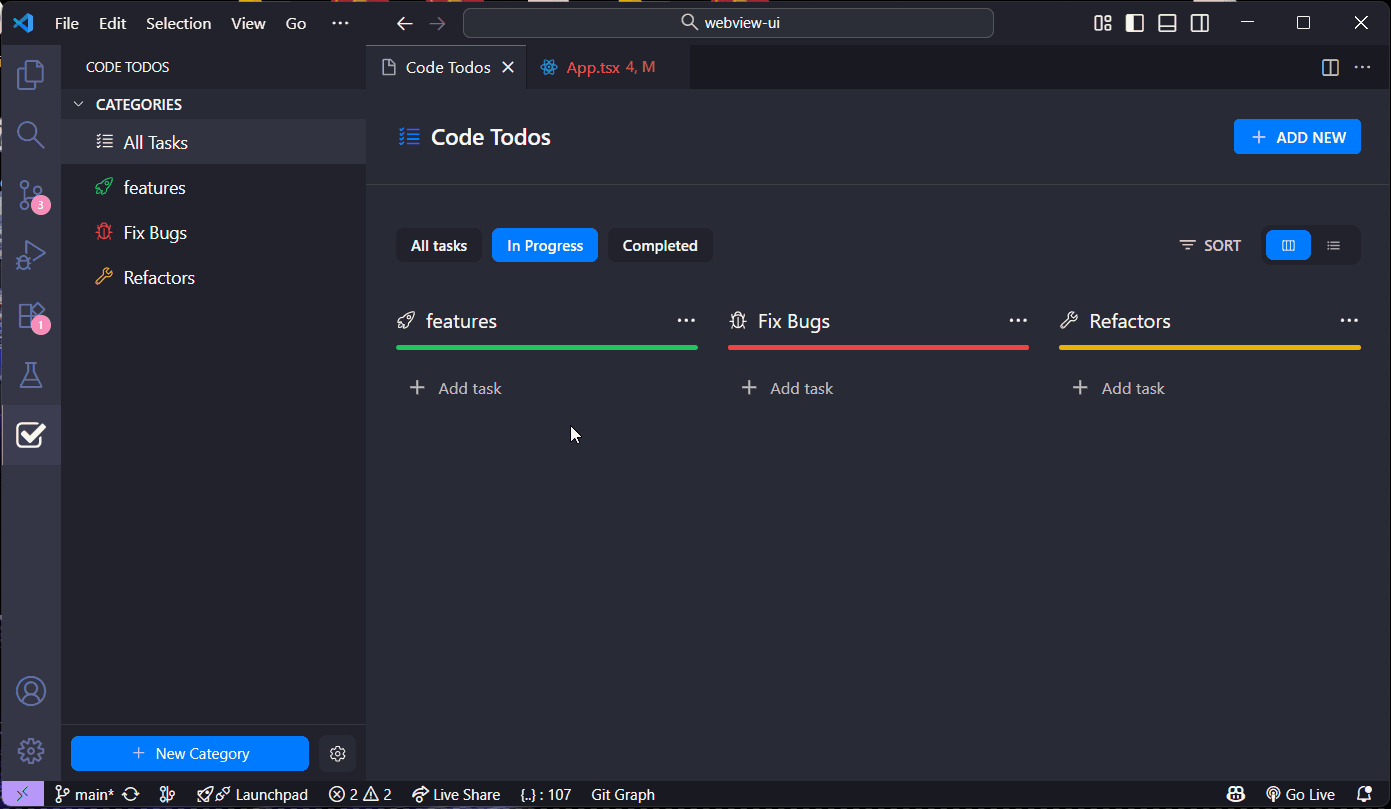 File Edit Selection View Go ... webview-ui
CODE TODOS
Code Todos
App.tsx 4, M
CATEGORIES
All Tasks
features
Fix Bugs
Refactors
Code Todos
ADD NEW
All tasks
In Progress
Completed
SORT
features
Fix Bugs
Refactors
Add task
Add task
Add task
3
1
New Category
main* Launchpad 2 2 Live Share {..} : 107 Git Graph Go Live